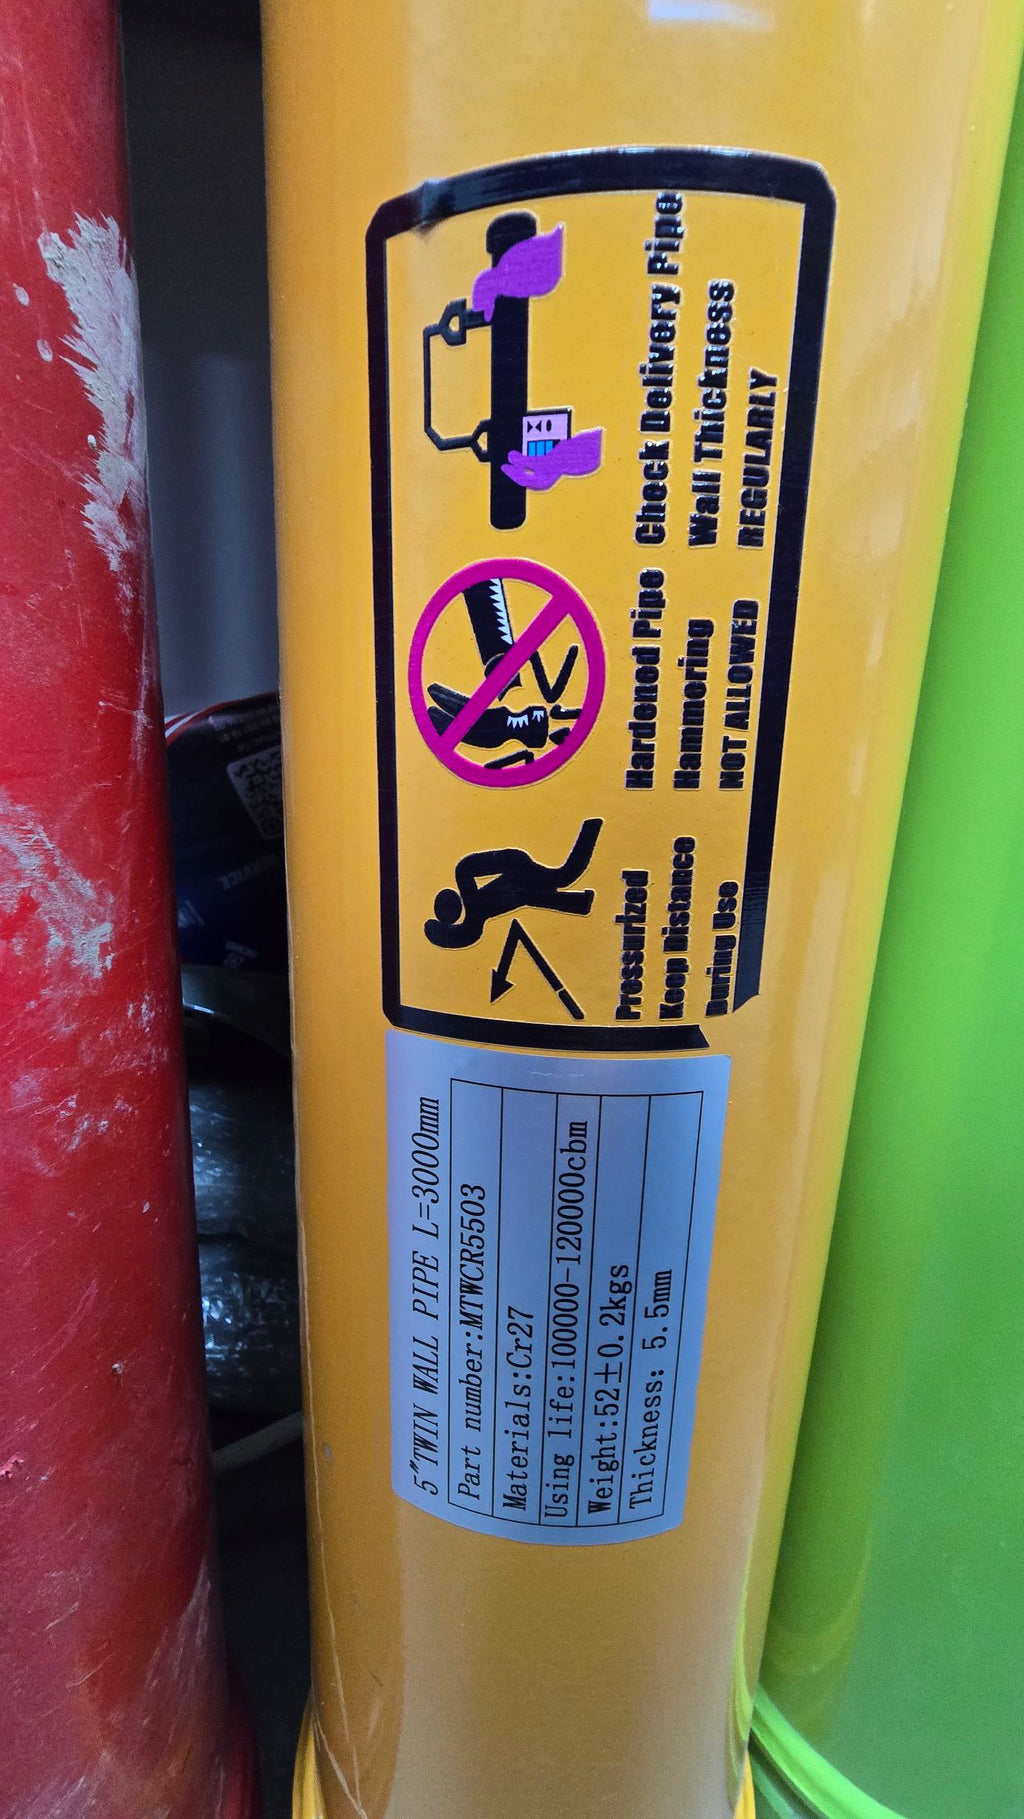 Pressurized
Keep Distance
During Use
Hardened Pipe
Hammering
NOT ALLOWED
Check Delivery Pipe
Wall Thickness
REGULARLY
5"TWIN WALL PIPE L=3000mm
Part number:MTWCR5503
Materials:Cr27
Using life:100000-120000cbm
Weight:52±0.2kgs
Thickness: 5.5mm
SERVICE